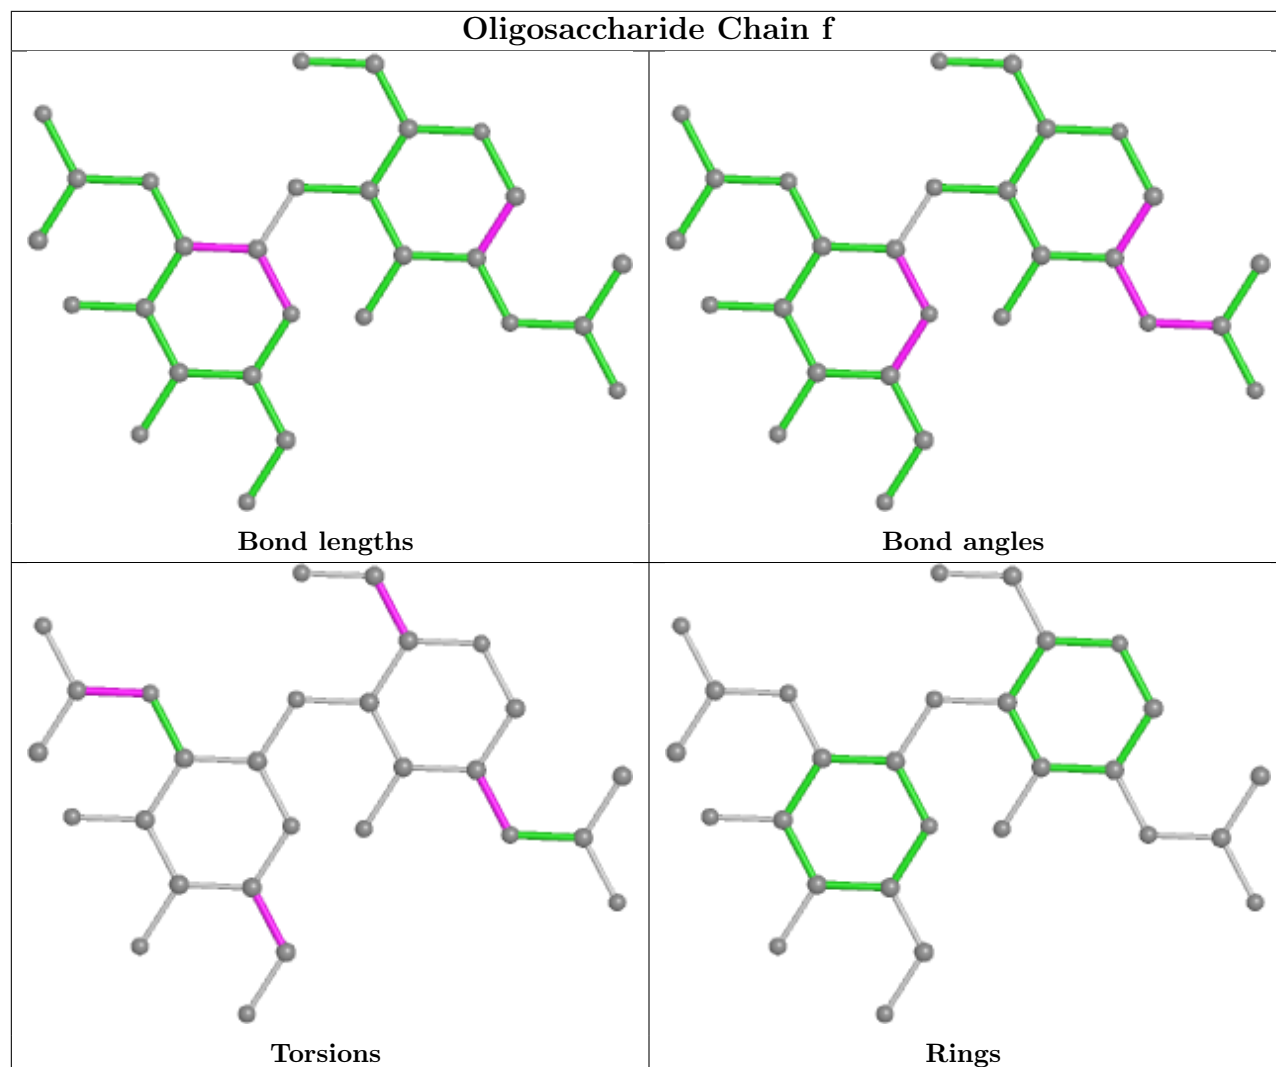 Oligosaccharide Chain f
Bond lengths
Bond angles
Torsions
Rings